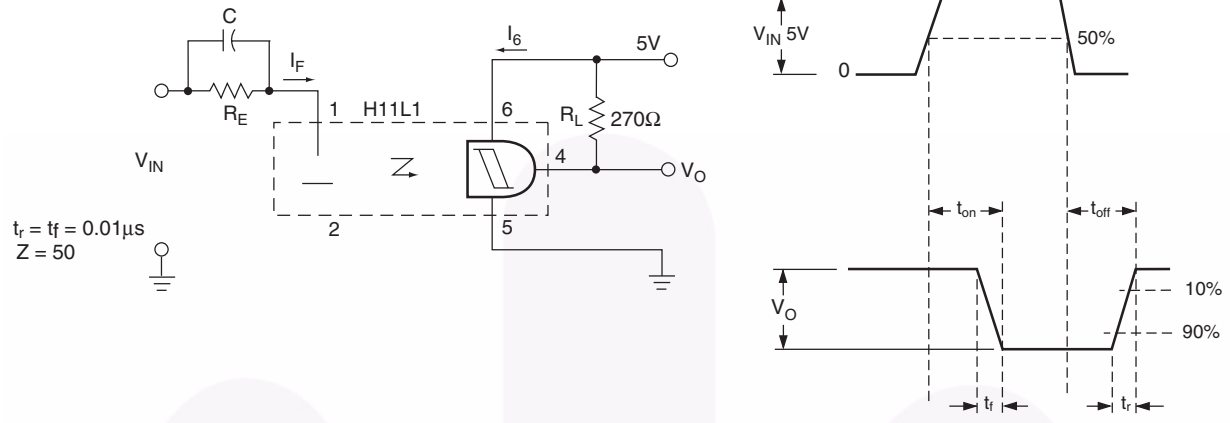 C
I_F
R_E
1
H11L1
V_IN
2
t_r = t_f = 0.01μs
Z = 50
I_6
5V
6
R_L
270Ω
4
V_O
5
V_IN 5V
50%
0
t_on
t_off
V_O
10%
90%
t_f
t_r